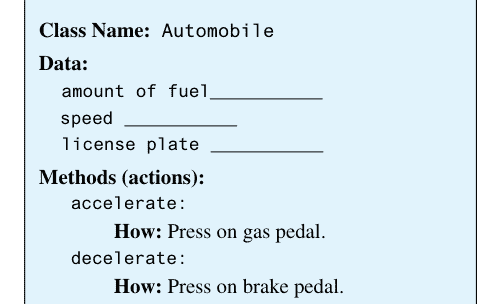 Class Name: Automobile
Data:
amount of fuel__________
speed __________
license plate __________
Methods (actions):
accelerate:
How: Press on gas pedal.
decelerate:
How: Press on brake pedal.